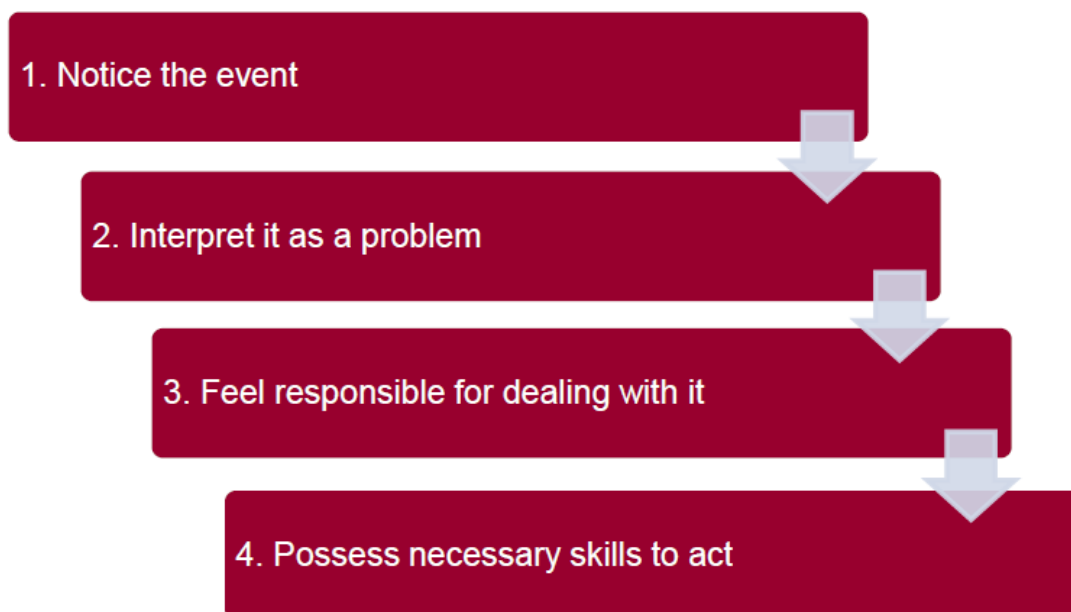 1. Notice the event
2. Interpret it as a problem
3. Feel responsible for dealing with it
4. Possess necessary skills to act